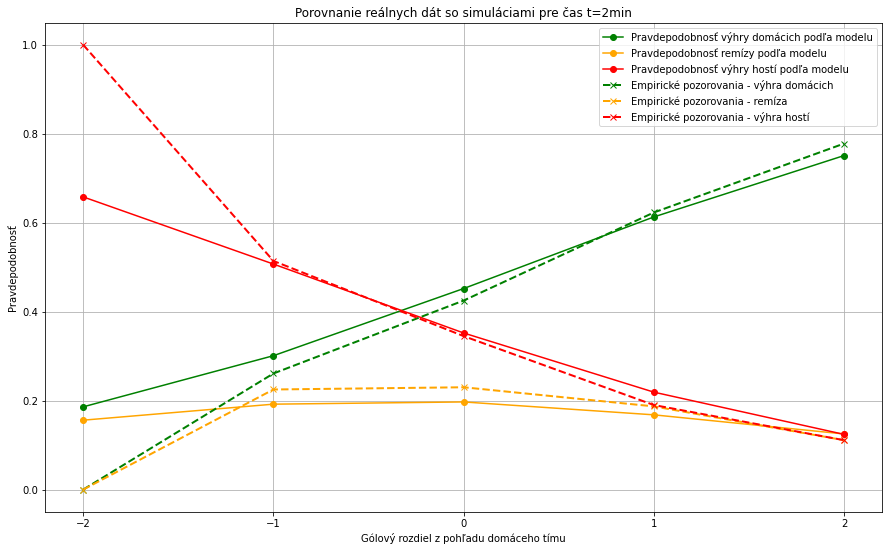 Porovnanie reálnych dát so simuláciami pre čas t=2min
Pravdepodobnosť výhry domácich podľa modelu
Pravdepodobnosť remízy podľa modelu
Pravdepodobnosť výhry hostí podľa modelu
Empirické pozorovania - výhra domácich
Empirické pozorovania - remíza
Empirické pozorovania - výhra hostí
Pravdepodobnosť
1.0
0.8
0.6
0.4
0.2
0.0
−2
−1
0
1
2
Gólový rozdiel z pohľadu domáceho tímu